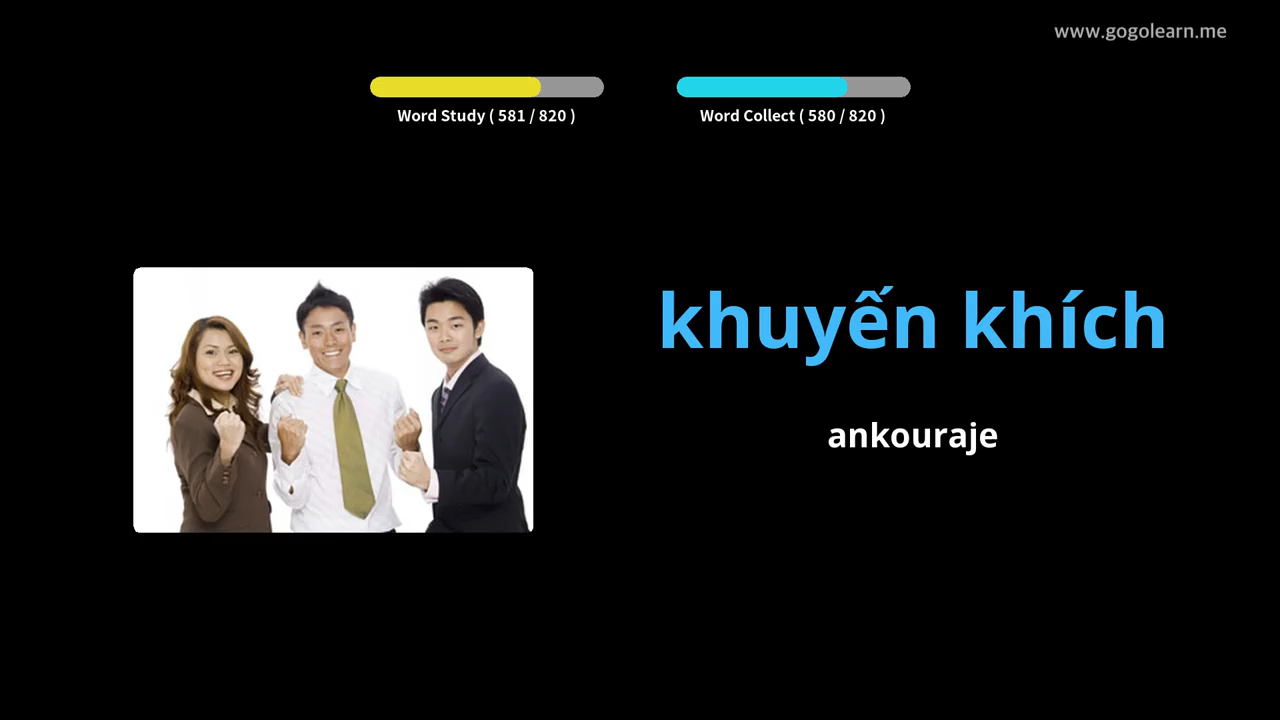 www.gogolearn.me
Word Study ( 581 / 820 )
Word Collect ( 580 / 820 )
khuyến khích
ankouraje